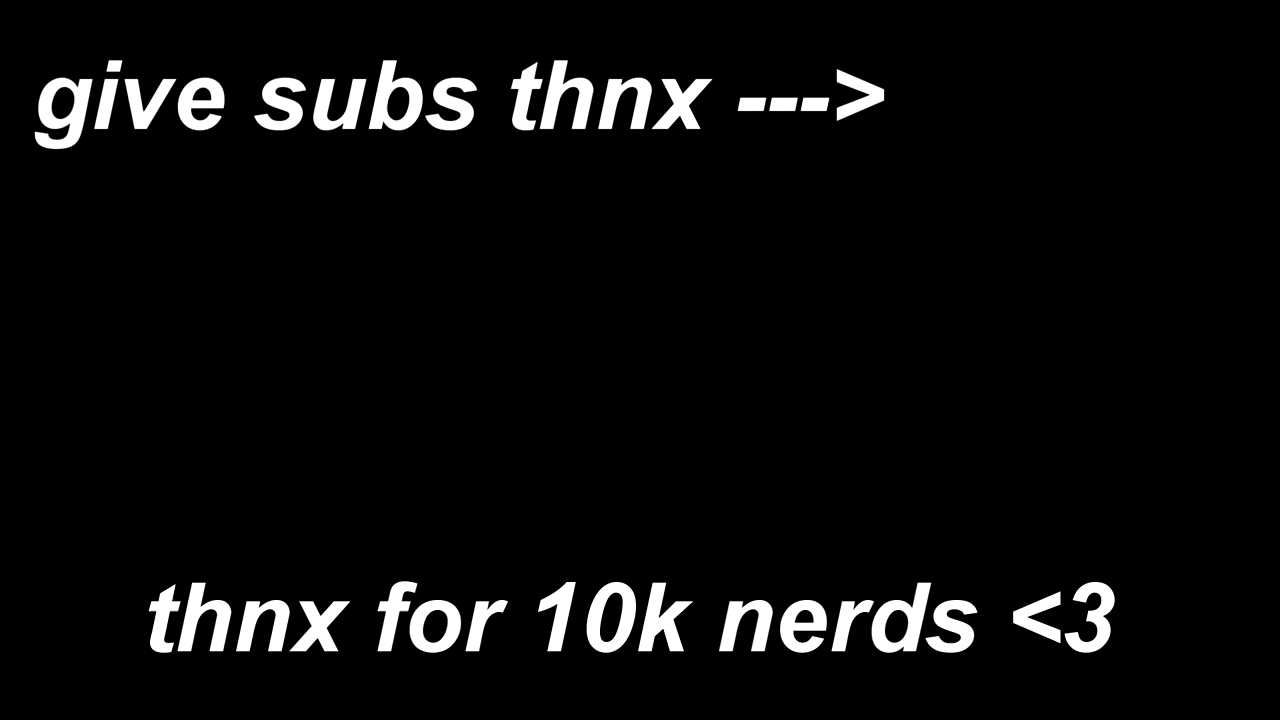 give subs thnx --->
thnx for 10k nerds <3